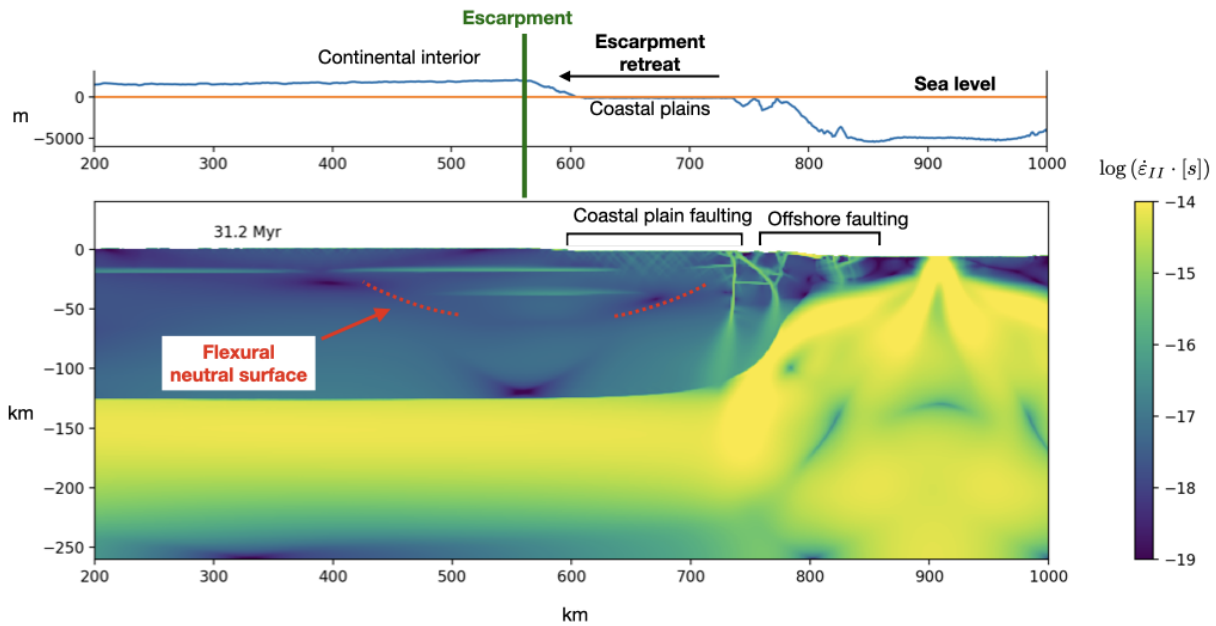 Escarpment
Continental interior
Escarpment
retreat
Sea level
Coastal plains
m
0
−5000
200 300 400 500 600 700 800 900 1000
log (ε̇_II · [s])
31.2 Myr
Coastal plain faulting
Offshore faulting
Flexural
neutral surface
km
0
−50
−100
−150
−200
−250
200 300 400 500 600 700 800 900 1000
km
−14
−15
−16
−17
−18
−19